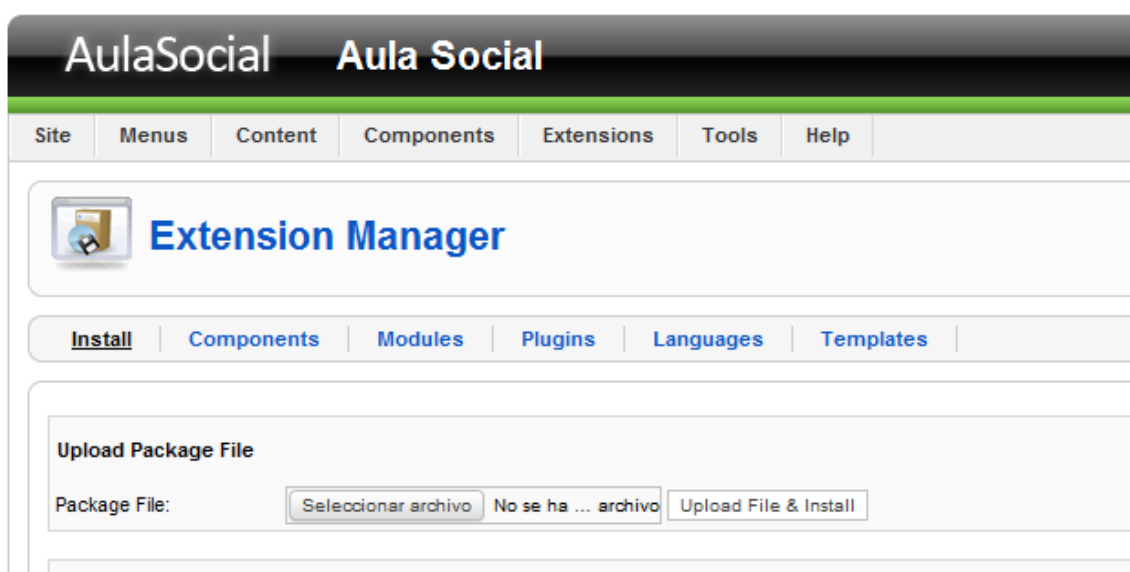 AulaSocial Aula Social
Site Menus Content Components Extensions Tools Help
Extension Manager
Install Components Modules Plugins Languages Templates
Upload Package File
Package File: Seleccionar archivo No se ha ... archivo Upload File & Install